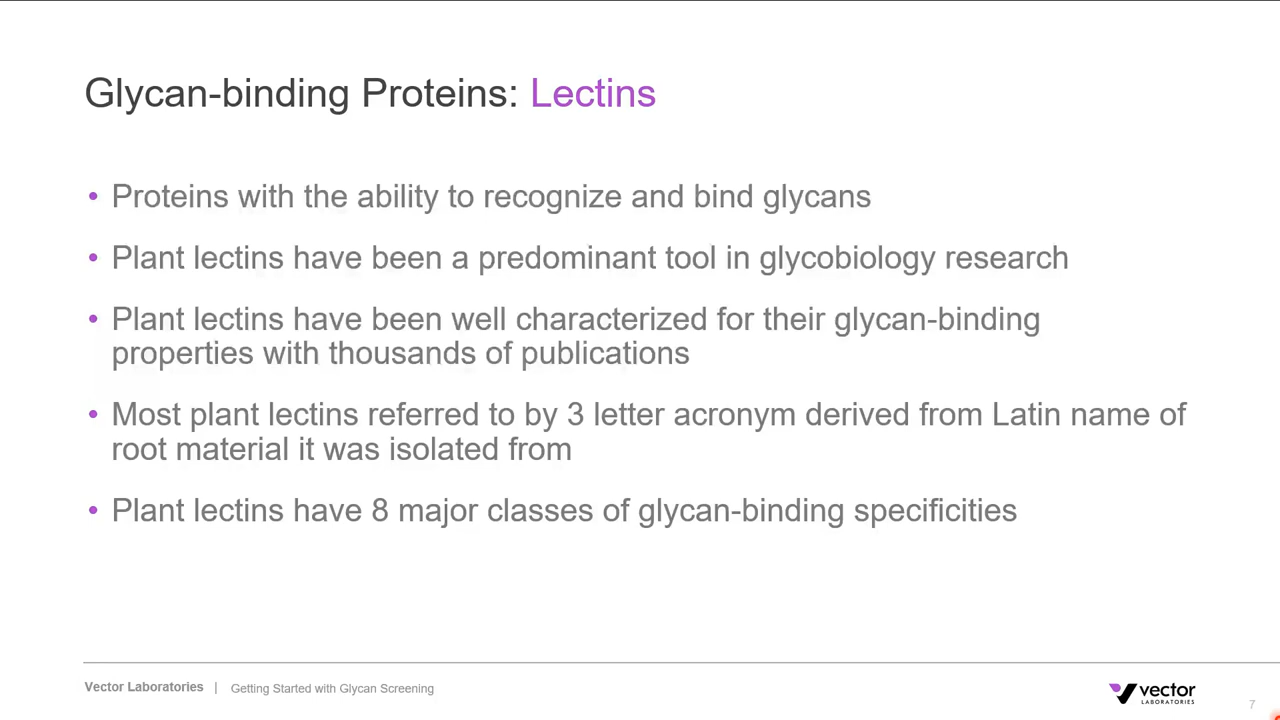 Glycan-binding Proteins: Lectins
• Proteins with the ability to recognize and bind glycans
• Plant lectins have been a predominant tool in glycobiology research
• Plant lectins have been well characterized for their glycan-binding
properties with thousands of publications
• Most plant lectins referred to by 3 letter acronym derived from Latin name of
root material it was isolated from
• Plant lectins have 8 major classes of glycan-binding specificities
Vector Laboratories | Getting Started with Glycan Screening
vector
LABORATORIES
7